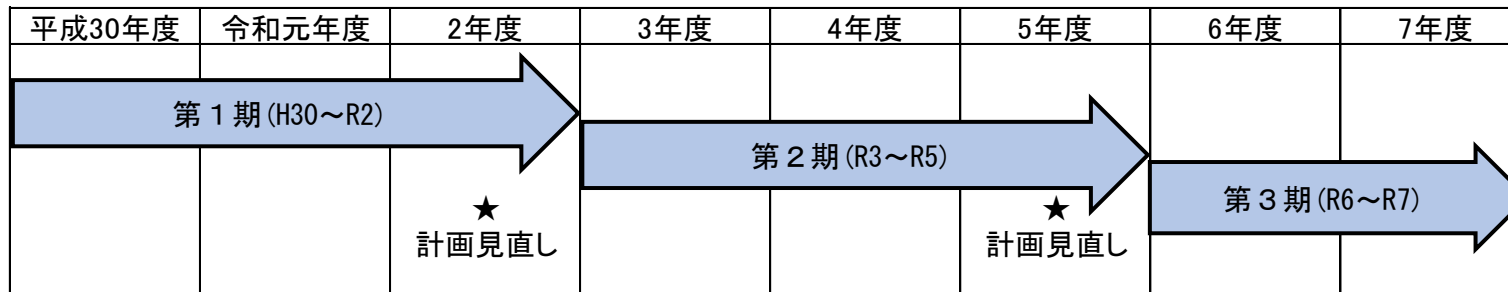 平成30年度 令和元年度 2年度 3年度 4年度 5年度 6年度 7年度
第１期(H30～R2)
第２期(R3～R5)
第３期(R6～R7)
★ ★
計画見直し 計画見直し